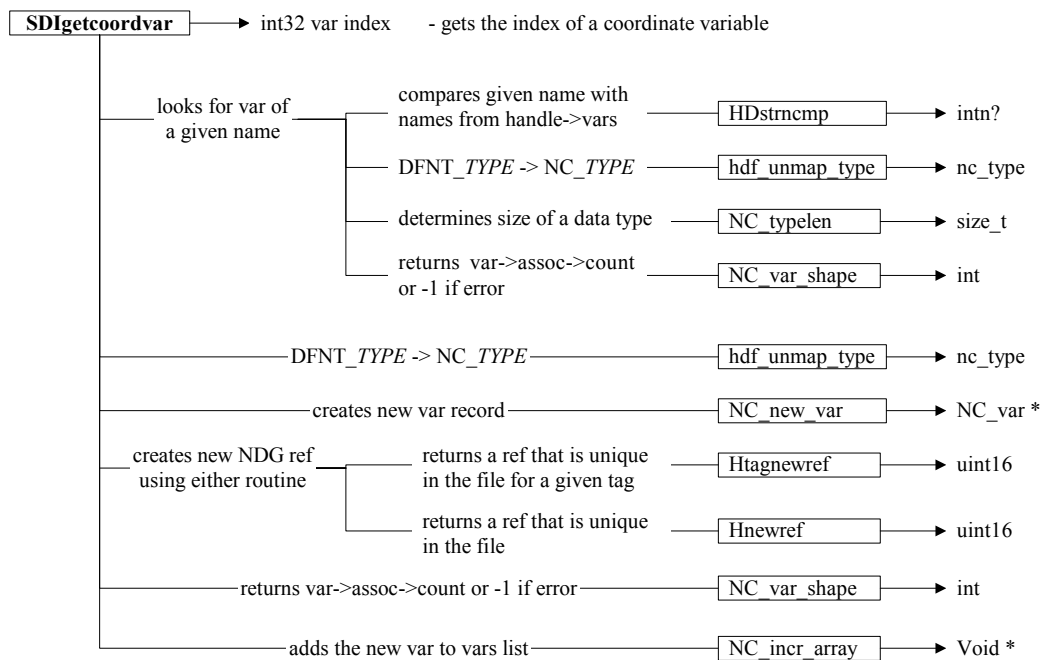 SDIgetcoordvar int32 var index - gets the index of a coordinate variable
looks for var of
a given name
compares given name with
names from handle->vars
HDstrncmp intn?
DFNT_TYPE -> NC_TYPE hdf_unmap_type nc_type
determines size of a data type NC_typelen size_t
returns var->assoc->count
or -1 if error
NC_var_shape int
DFNT_TYPE -> NC_TYPE hdf_unmap_type nc_type
creates new var record NC_new_var NC_var *
creates new NDG ref
using either routine
returns a ref that is unique
in the file for a given tag
Htagnewref uint16
returns a ref that is unique
in the file
Hnewref uint16
returns var->assoc->count or -1 if error NC_var_shape int
adds the new var to vars list NC_incr_array Void *